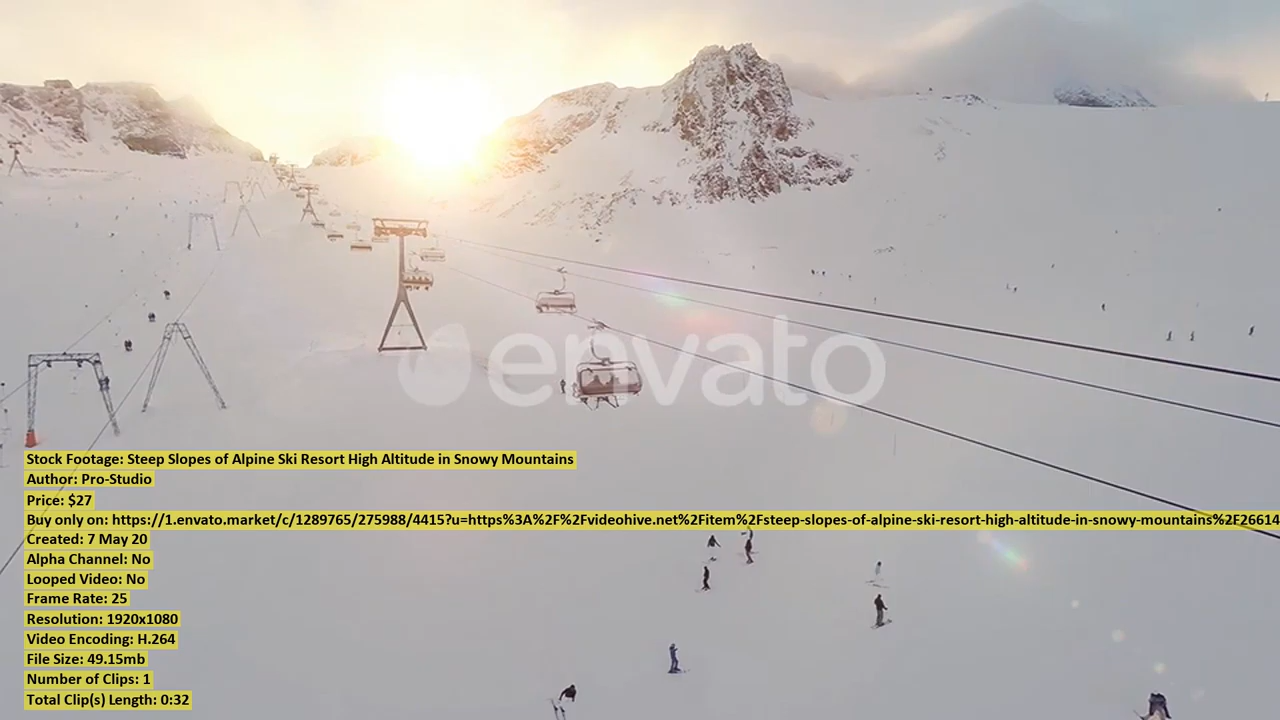 envato
Stock Footage: Steep Slopes of Alpine Ski Resort High Altitude in Snowy Mountains
Author: Pro-Studio
Price: $27
Buy only on: https://1.envato.market/c/1289765/275988/4415?u=https%3A%2F%2Fvideohive.net%2Fitem%2Fsteep-slopes-of-alpine-ski-resort-high-altitude-in-snowy-mountains%2F26614
Created: 7 May 20
Alpha Channel: No
Looped Video: No
Frame Rate: 25
Resolution: 1920x1080
Video Encoding: H.264
File Size: 49.15mb
Number of Clips: 1
Total Clip(s) Length: 0:32